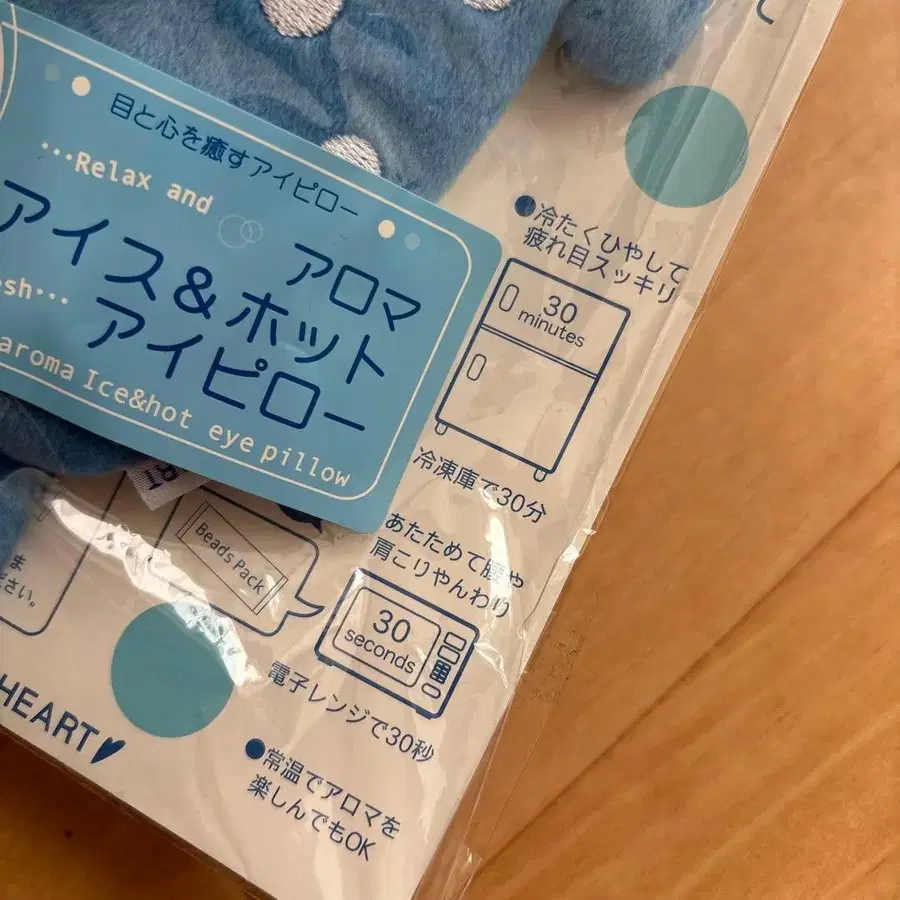 目と心を癒すアイピロー
…Relax and
アロマ
アイス&ホット
アイピロー
sh…
aroma Ice&hot eye pillow
●冷たくひやして
疲れ目スッキリ
30
minutes
冷凍庫で30分
あたためて腰や
肩こりやんわり
30
seconds
電子レンジで30秒
Beads Pack
ま
ださい。
HEART
●常温でアロマを
楽しんでもOK